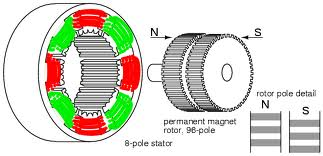 N
S
rotor pole detail
N
S
permanent magnet
rotor, 96-pole
8-pole stator